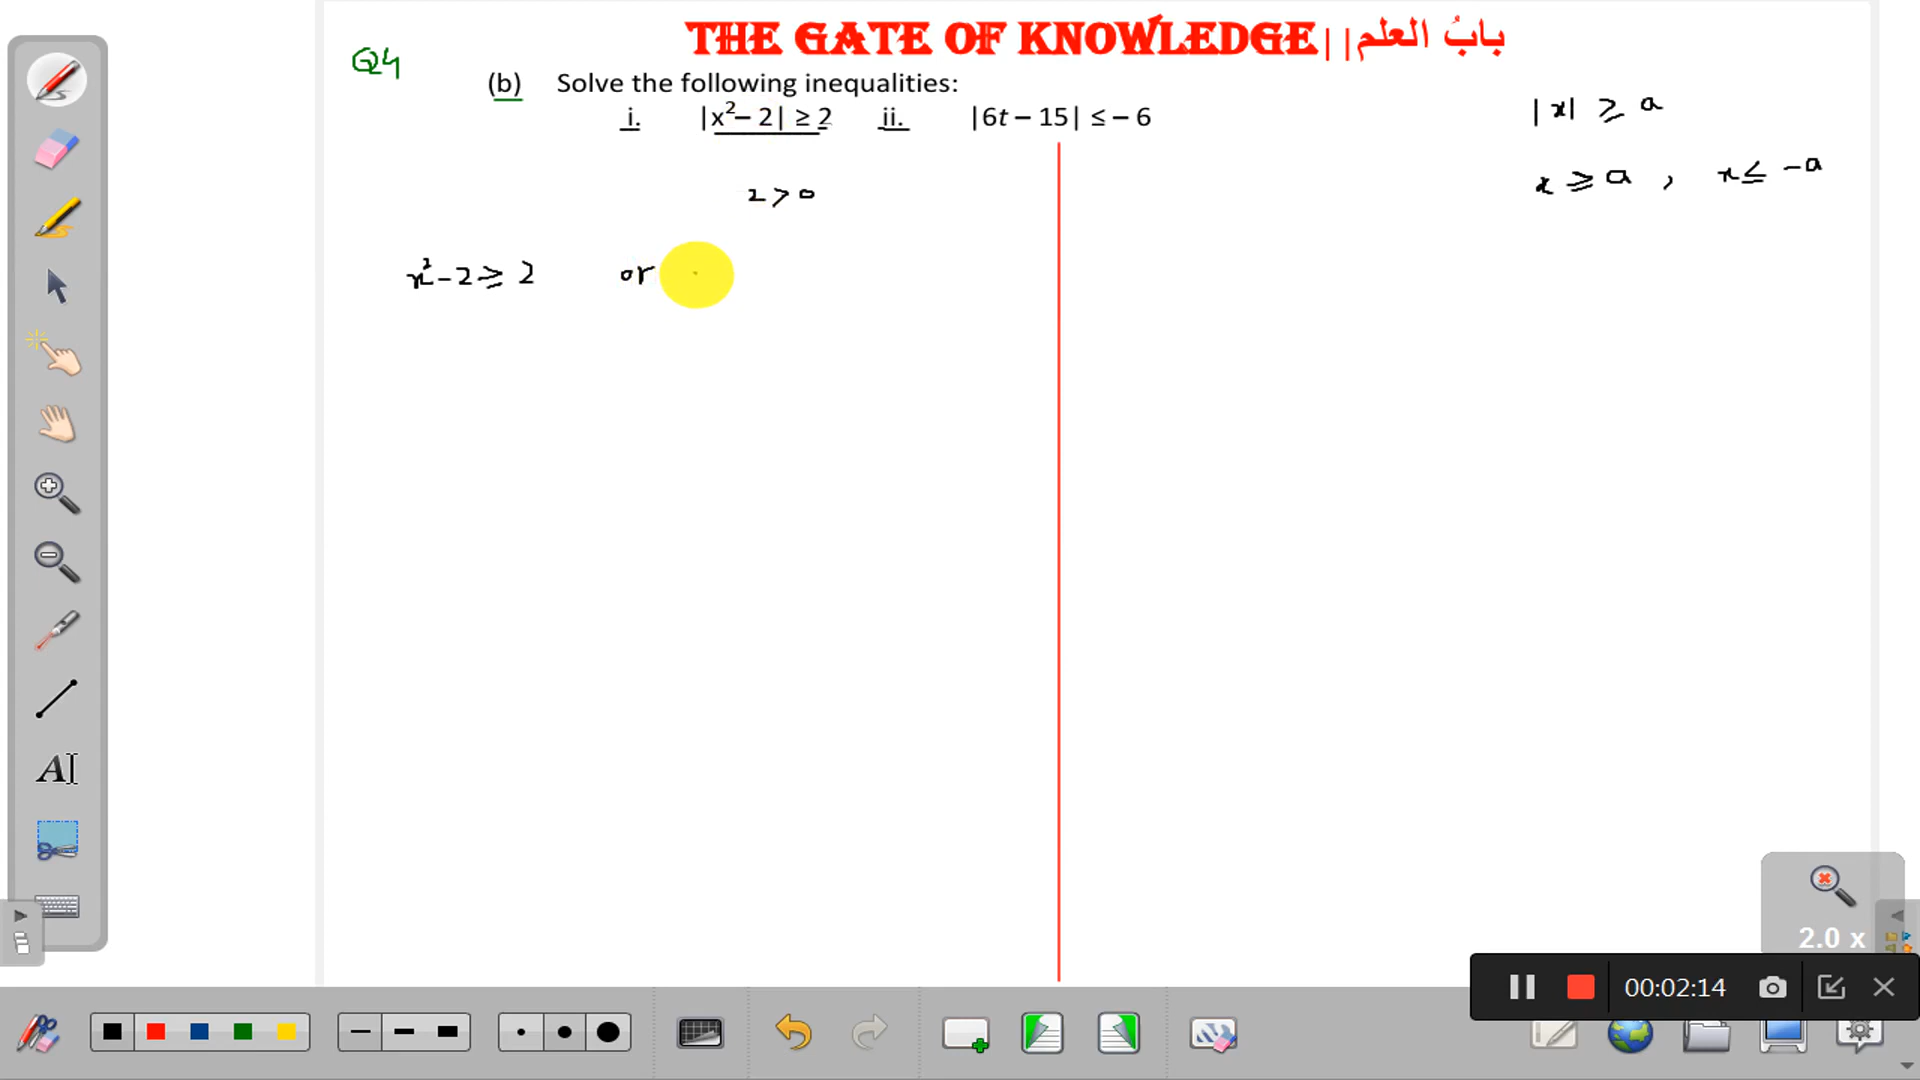 THE GATE OF KNOWLEDGE||بابُ العلم
Q4
(b) Solve the following inequalities:
i. |x² – 2| ≥ 2 ii. |6t – 15| ≤ – 6
|x| ≥ a
x ≥ a , x ≤ -a
2 > 0
x² - 2 ≥ 2 or
A
2.0 x
00:02:14